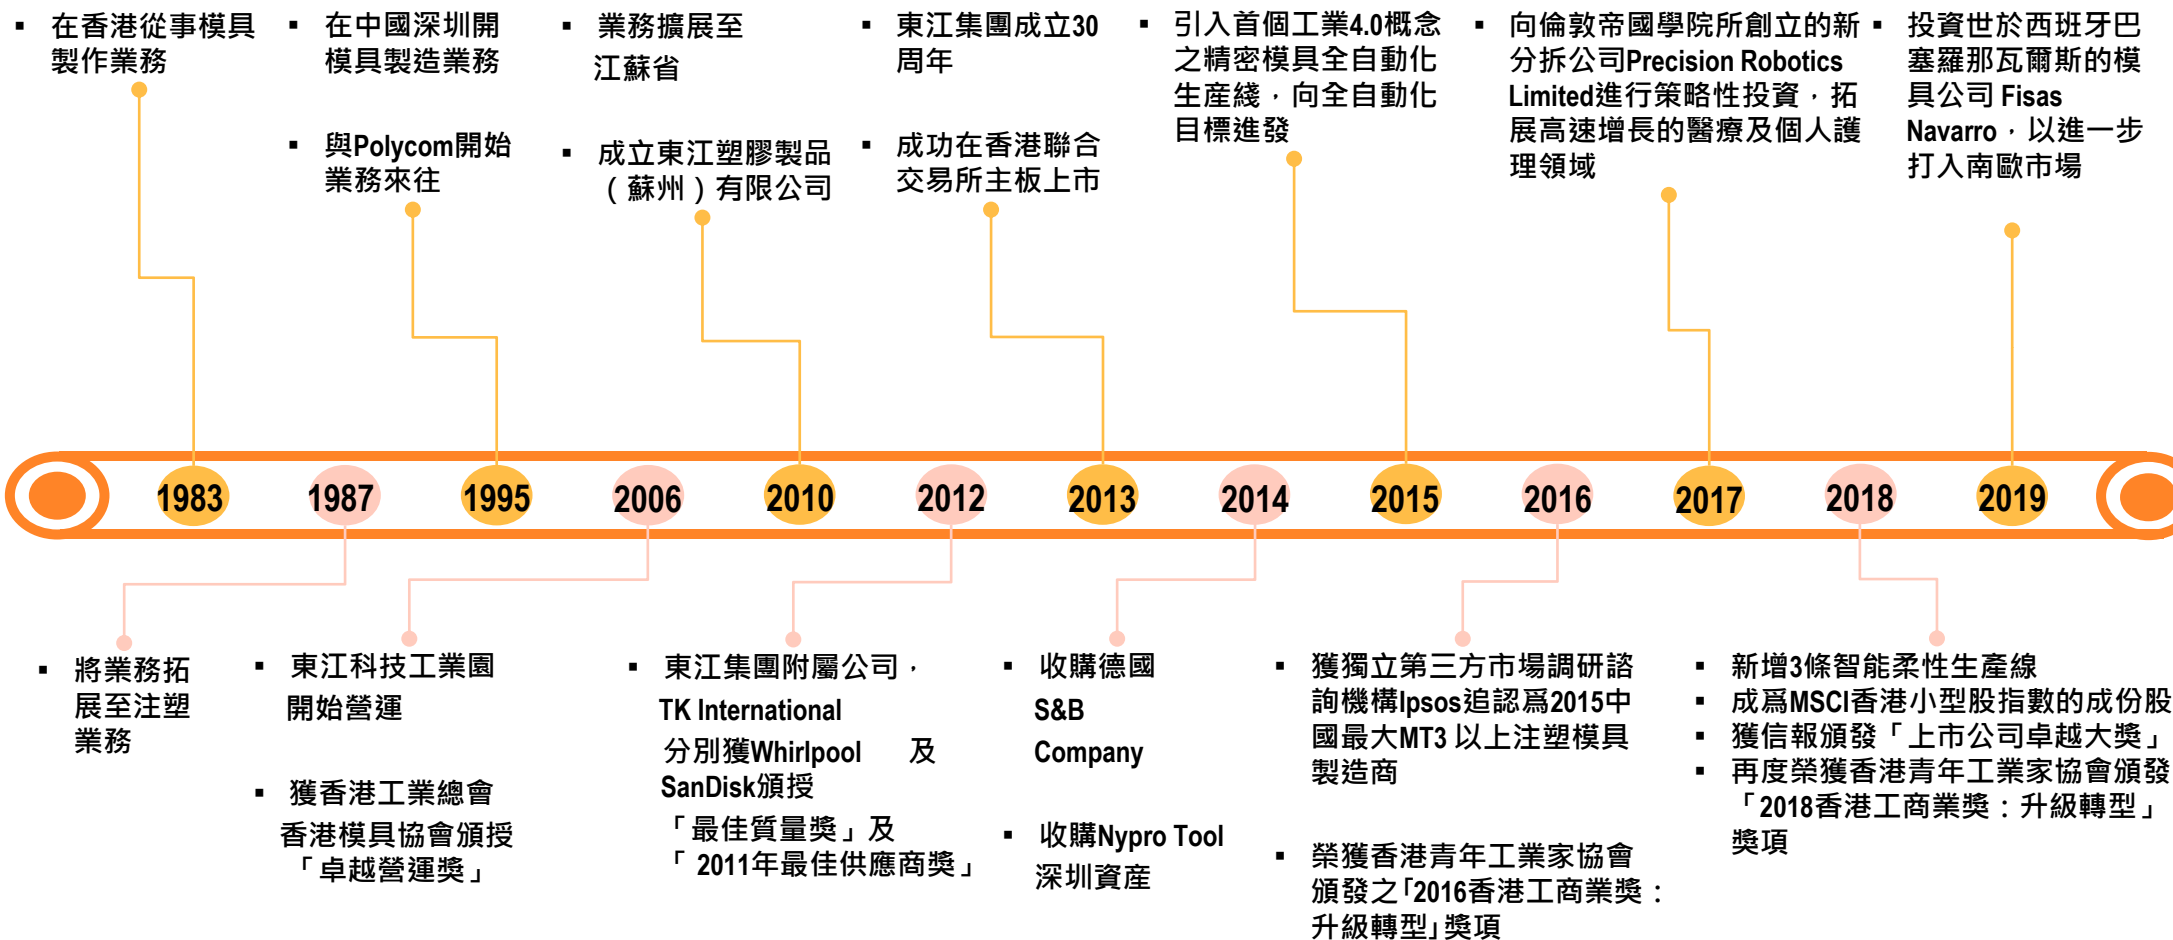 ▪ 在香港從事模具
製作業務
▪ 在中國深圳開
模具製造業務
▪ 與Polycom開始
業務來往
▪ 業務擴展至
江蘇省
▪ 成立東江塑膠製品
（蘇州）有限公司
▪ 東江集團成立30
周年
▪ 成功在香港聯合
交易所主板上市
▪ 引入首個工業4.0概念
之精密模具全自動化
生産綫，向全自動化
目標進發
▪ 向倫敦帝國學院所創立的新
分拆公司Precision Robotics
Limited進行策略性投資，拓
展高速增長的醫療及個人護
理領域
▪ 投資世於西班牙巴
塞羅那瓦爾斯的模
具公司 Fisas
Navarro，以進一步
打入南歐市場
1983
1987
1995
2006
2010
2012
2013
2014
2015
2016
2017
2018
2019
▪ 將業務拓
展至注塑
業務
▪ 東江科技工業園
開始營運
▪ 獲香港工業總會
香港模具協會頒授
「卓越營運獎」
▪ 東江集團附屬公司，
TK International
分別獲Whirlpool 及
SanDisk頒授
「最佳質量獎」及
「 2011年最佳供應商獎」
▪ 收購德國
S&B
Company
▪ 收購Nypro Tool
深圳資産
▪ 獲獨立第三方市場調研諮
詢機構Ipsos追認爲2015中
國最大MT3 以上注塑模具
製造商
▪ 榮獲香港青年工業家協會
頒發之「2016香港工商業獎：
升級轉型」獎項
▪ 新增3條智能柔性生產線
▪ 成爲MSCI香港小型股指數的成份股
▪ 獲信報頒發「上市公司卓越大獎」
▪ 再度榮獲香港青年工業家協會頒發
「2018香港工商業獎：升級轉型」
獎項